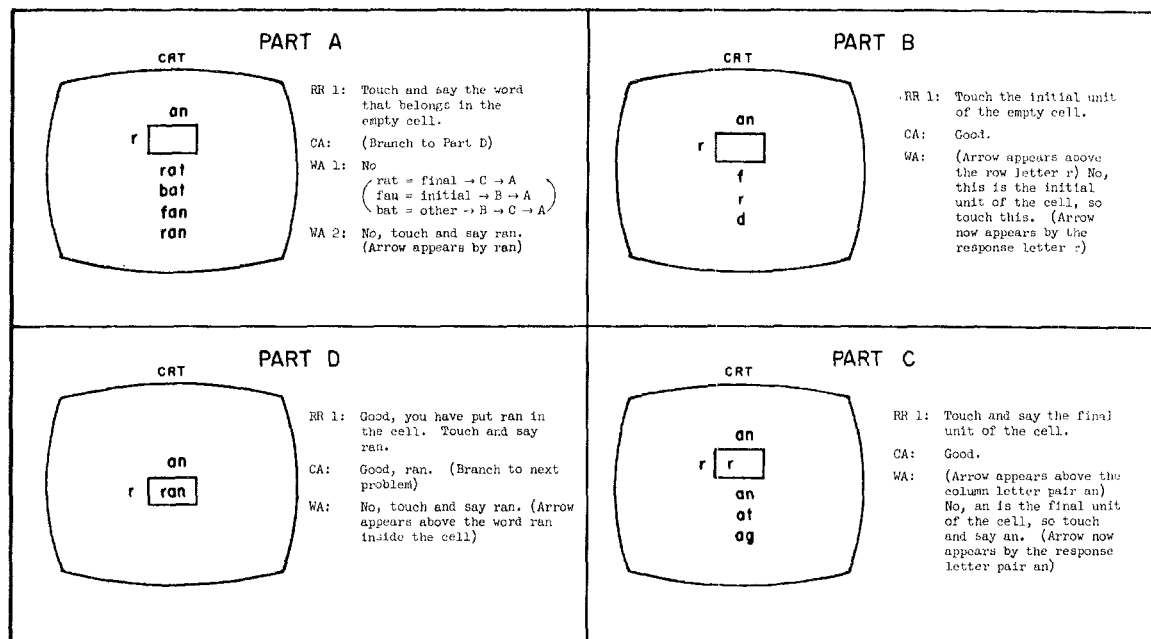 PART A
CRT
an
r
rat
bat
fan
ran
RR 1: Touch and say the word
that belongs in the
empty cell.
CA: (Branch to Part D)
WA 1: No
rat = final → C → A
fan = initial → B → A
bat = other → B → C → A
WA 2: No, touch and say ran.
(Arrow appears by ran)
PART B
CRT
an
r
f
r
d
RR 1: Touch the initial unit
of the empty cell.
CA: Good.
WA: (Arrow appears above
the row letter r) No,
this is the initial
unit of the cell, so
touch this. (Arrow
now appears by the
response letter r)
PART D
CRT
an
r ran
RR 1: Good, you have put ran in
the cell. Touch and say
ran.
CA: Good, ran. (Branch to next
problem)
WA: No, touch and say ran. (Arrow
appears above the word ran
inside the cell)
PART C
CRT
an
r r
an
at
ag
RR 1: Touch and say the final
unit of the cell.
CA: Good.
WA: (Arrow appears above the
column letter pair an)
No, an is the final unit
of the cell, so touch
and say an. (Arrow now
appears by the response
letter pair an)